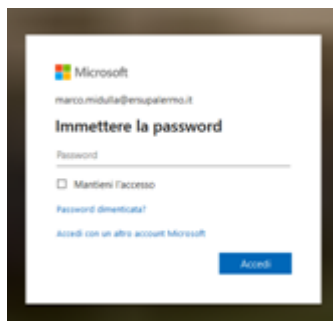 Microsoft
marco.midulla@ersupalermo.it
Immettere la password
Password
Mantieni l'accesso
Password dimenticata?
Accedi con un altro account Microsoft
Accedi